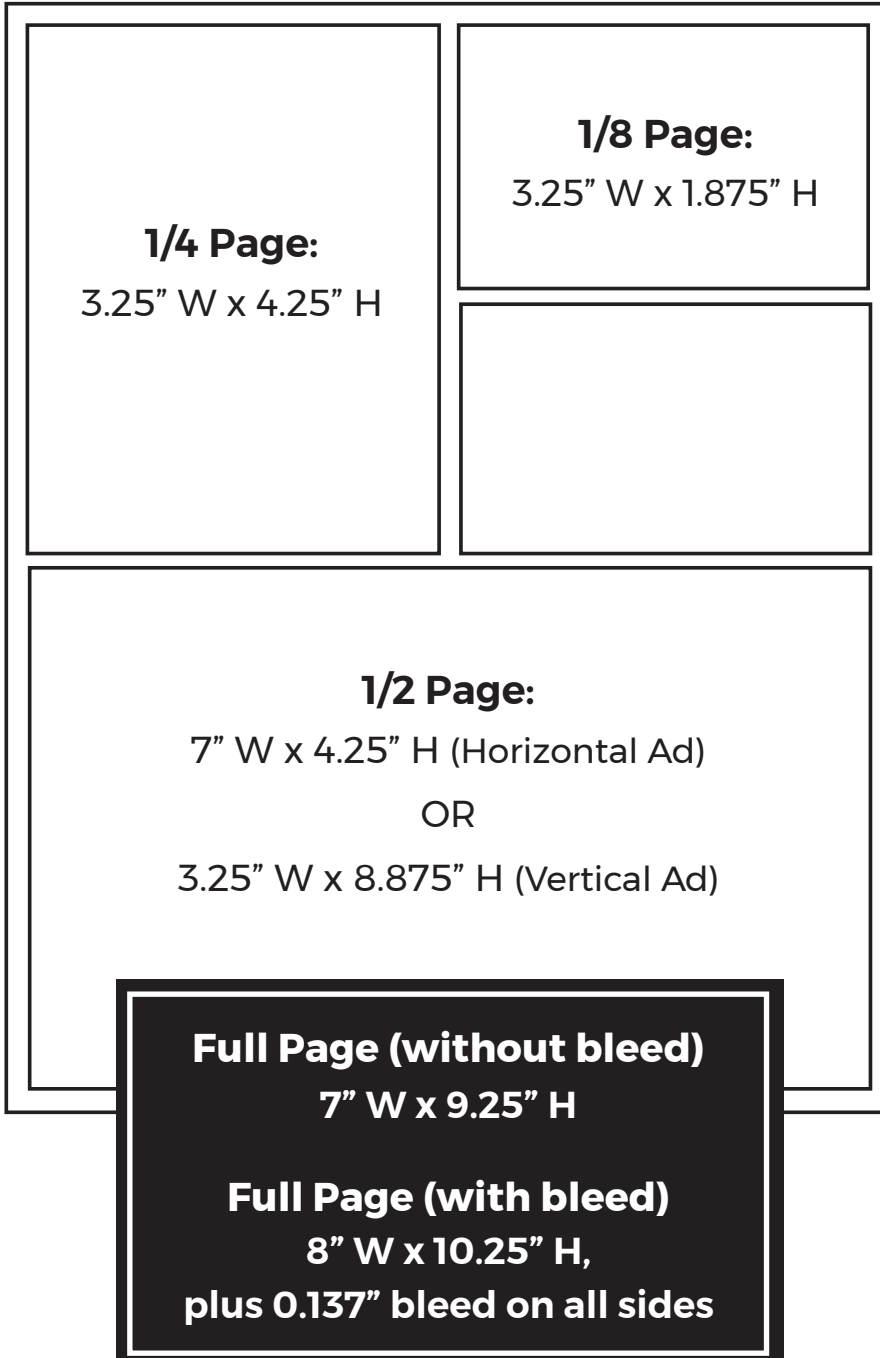 1/4 Page:
3.25” W x 4.25” H
1/8 Page:
3.25” W x 1.875” H
1/2 Page:
7” W x 4.25” H (Horizontal Ad)
OR
3.25” W x 8.875” H (Vertical Ad)
Full Page (without bleed)
7” W x 9.25” H
Full Page (with bleed)
8” W x 10.25” H,
plus 0.137” bleed on all sides